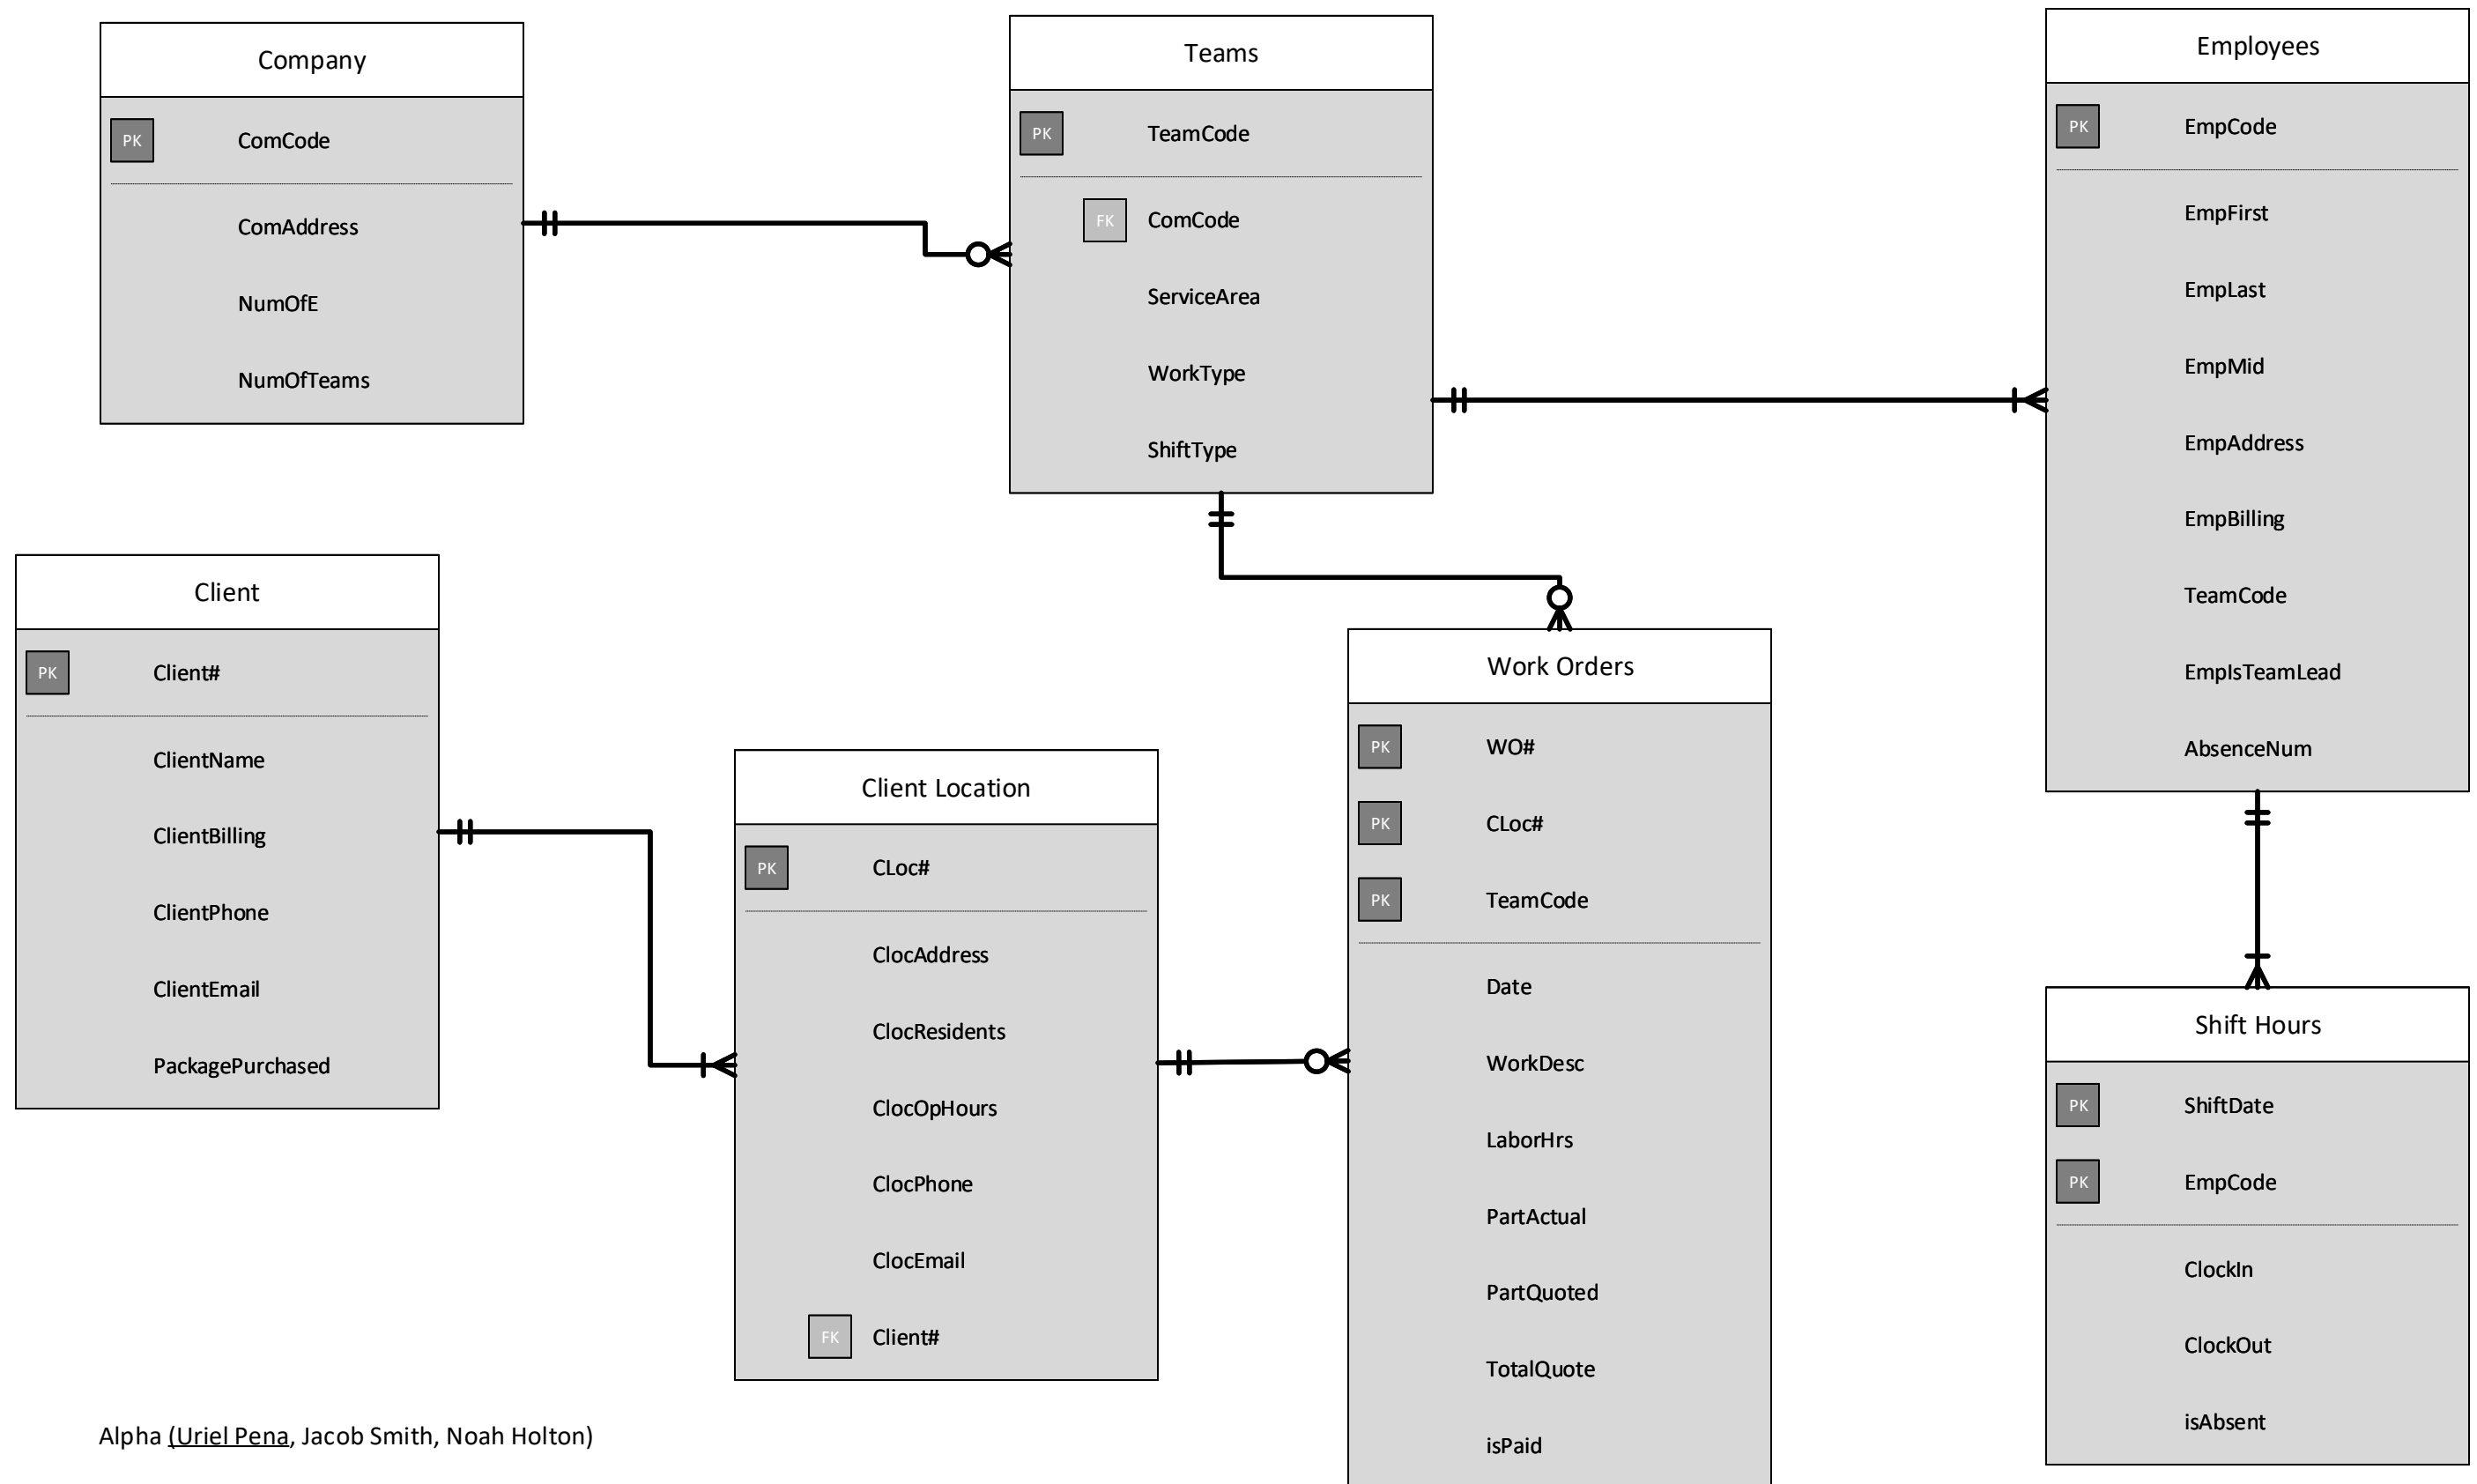 Company
PK ComCode
ComAddress
NumOfE
NumOfTeams
Teams
PK TeamCode
FK ComCode
ServiceArea
WorkType
ShiftType
Employees
PK EmpCode
EmpFirst
EmpLast
EmpMid
EmpAddress
EmpBilling
TeamCode
EmpIsTeamLead
AbsenceNum
Client
PK Client#
ClientName
ClientBilling
ClientPhone
ClientEmail
PackagePurchased
Client Location
PK CLoc#
ClocAddress
ClocResidents
ClocOpHours
ClocPhone
ClocEmail
FK Client#
Work Orders
PK WO#
PK CLoc#
PK TeamCode
Date
WorkDesc
LaborHrs
PartActual
PartQuoted
TotalQuote
isPaid
Shift Hours
PK ShiftDate
PK EmpCode
ClockIn
ClockOut
isAbsent
Alpha (Uriel Pena, Jacob Smith, Noah Holton)